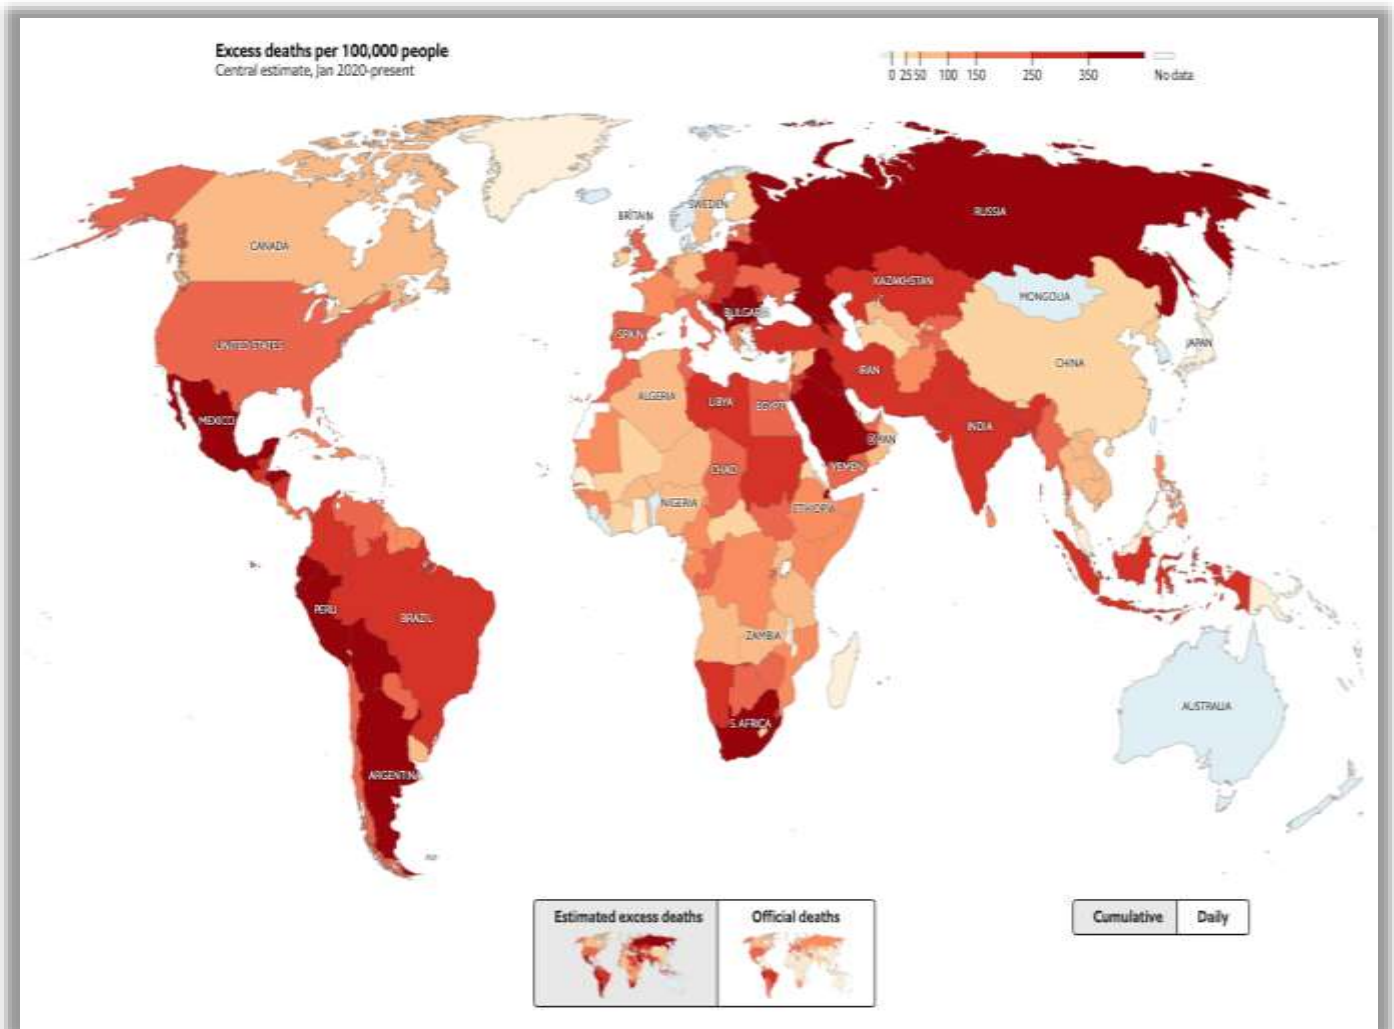 Excess deaths per 100,000 people
Central estimate, Jan 2020-present
0 25 50 100 150 250 350 No data
SWEDEN
BRITAIN
RUSSIA
CANADA
KAZAKHSTAN
MONGOLIA
BULGARIA
SPAIN
UNITED STATES
JAPAN
CHINA
IRAN
ALGERIA
LIBYA
EGYPT
MEXICO
INDIA
OMAN
CHAD
YEMEN
NIGERIA
ETHIOPIA
PERU
BRAZIL
ZAMBIA
AUSTRALIA
S. AFRICA
ARGENTINA
Estimated excess deaths
Official deaths
Cumulative
Daily